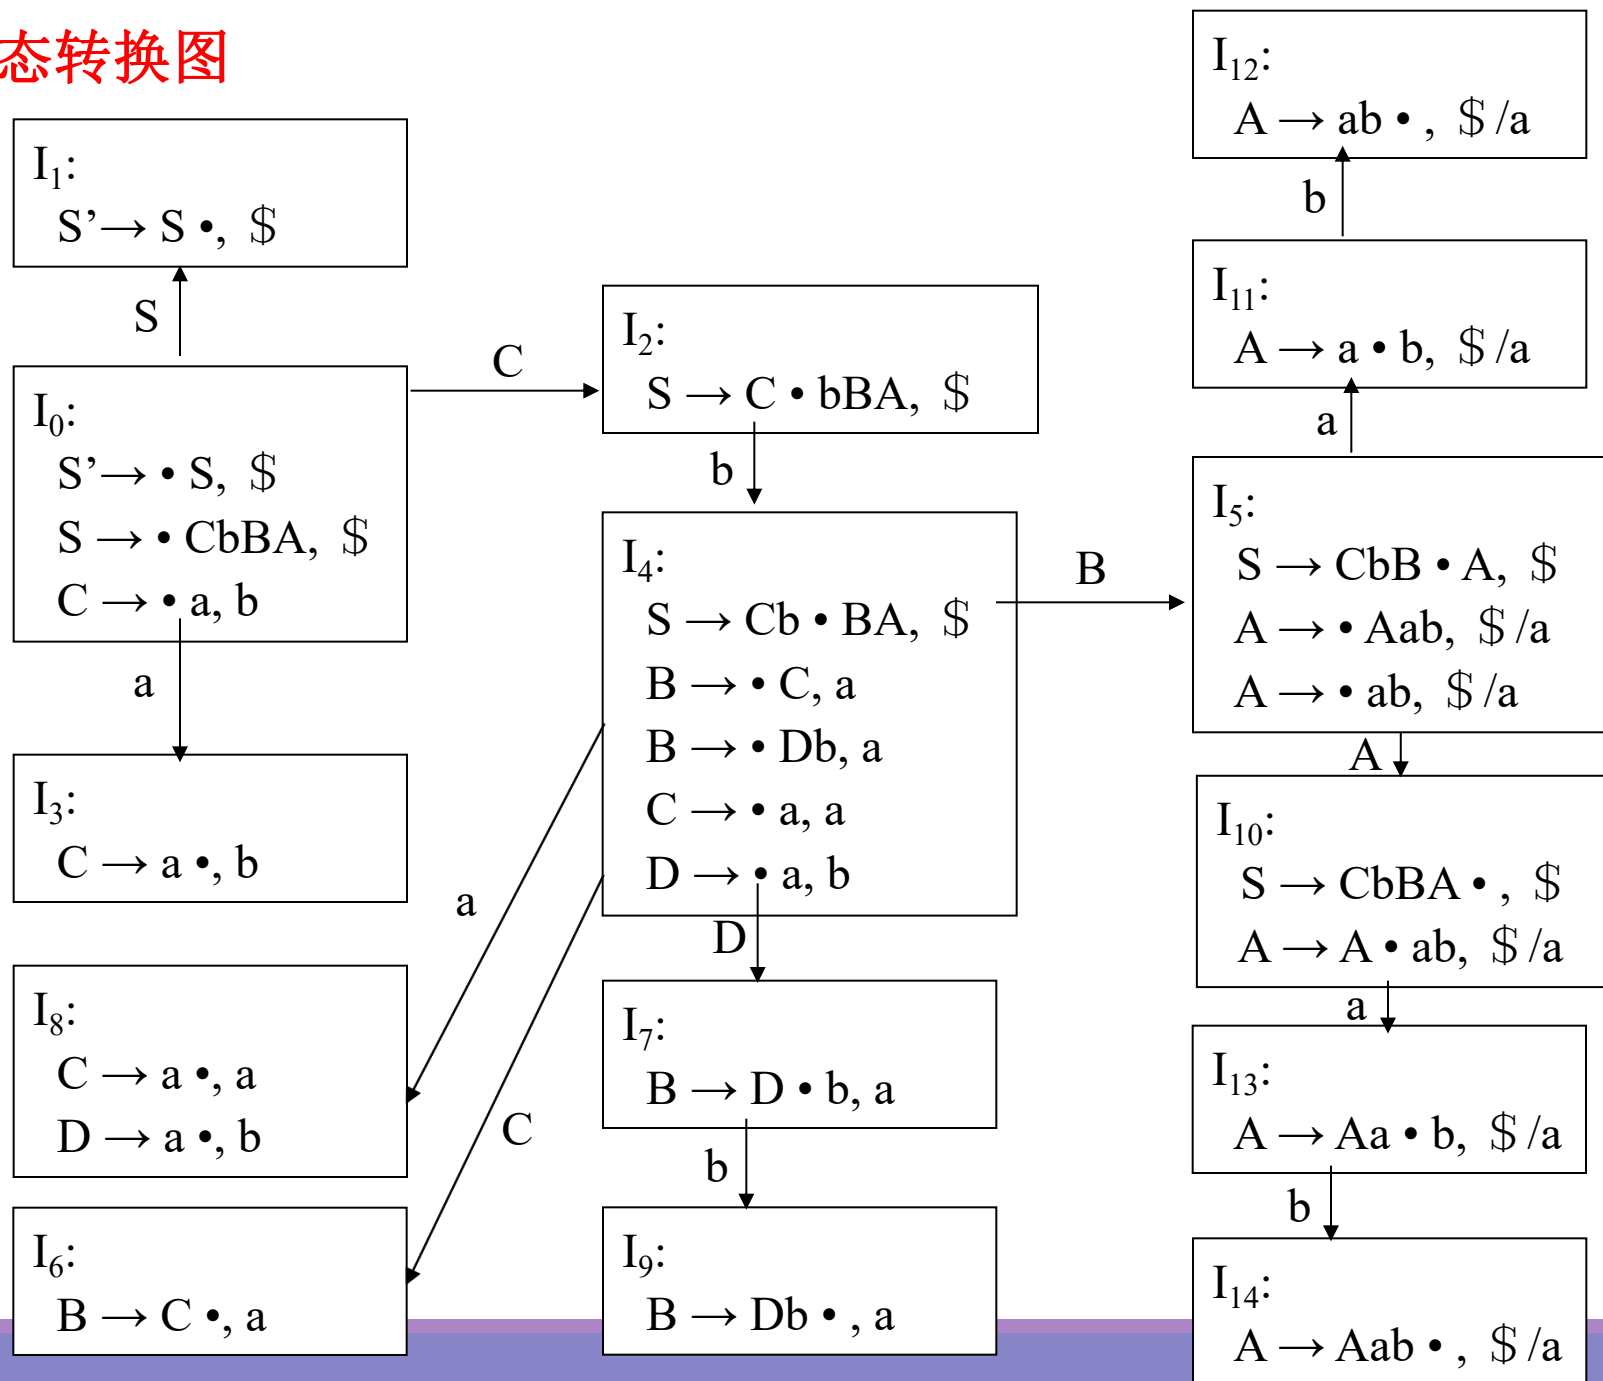 态转换图
I₁:
S’→ S •, $
S
I₀:
S’→ • S, $
S → • CbBA, $
C → • a, b
a
I₃:
C → a •, b
I₈:
C → a •, a
D → a •, b
I₆:
B → C •, a
C
I₂:
S → C • bBA, $
b
I₄:
S → Cb • BA, $
B → • C, a
B → • Db, a
C → • a, a
D → • a, b
a
C
D
I₇:
B → D • b, a
b
I₉:
B → Db • , a
B
I₁₂:
A → ab • , $ /a
b
I₁₁:
A → a • b, $ /a
a
I₅:
S → CbB • A, $
A → • Aab, $ /a
A → • ab, $ /a
A
I₁₀:
S → CbBA • , $
A → A • ab, $ /a
a
I₁₃:
A → Aa • b, $ /a
b
I₁₄:
A → Aab • , $ /a